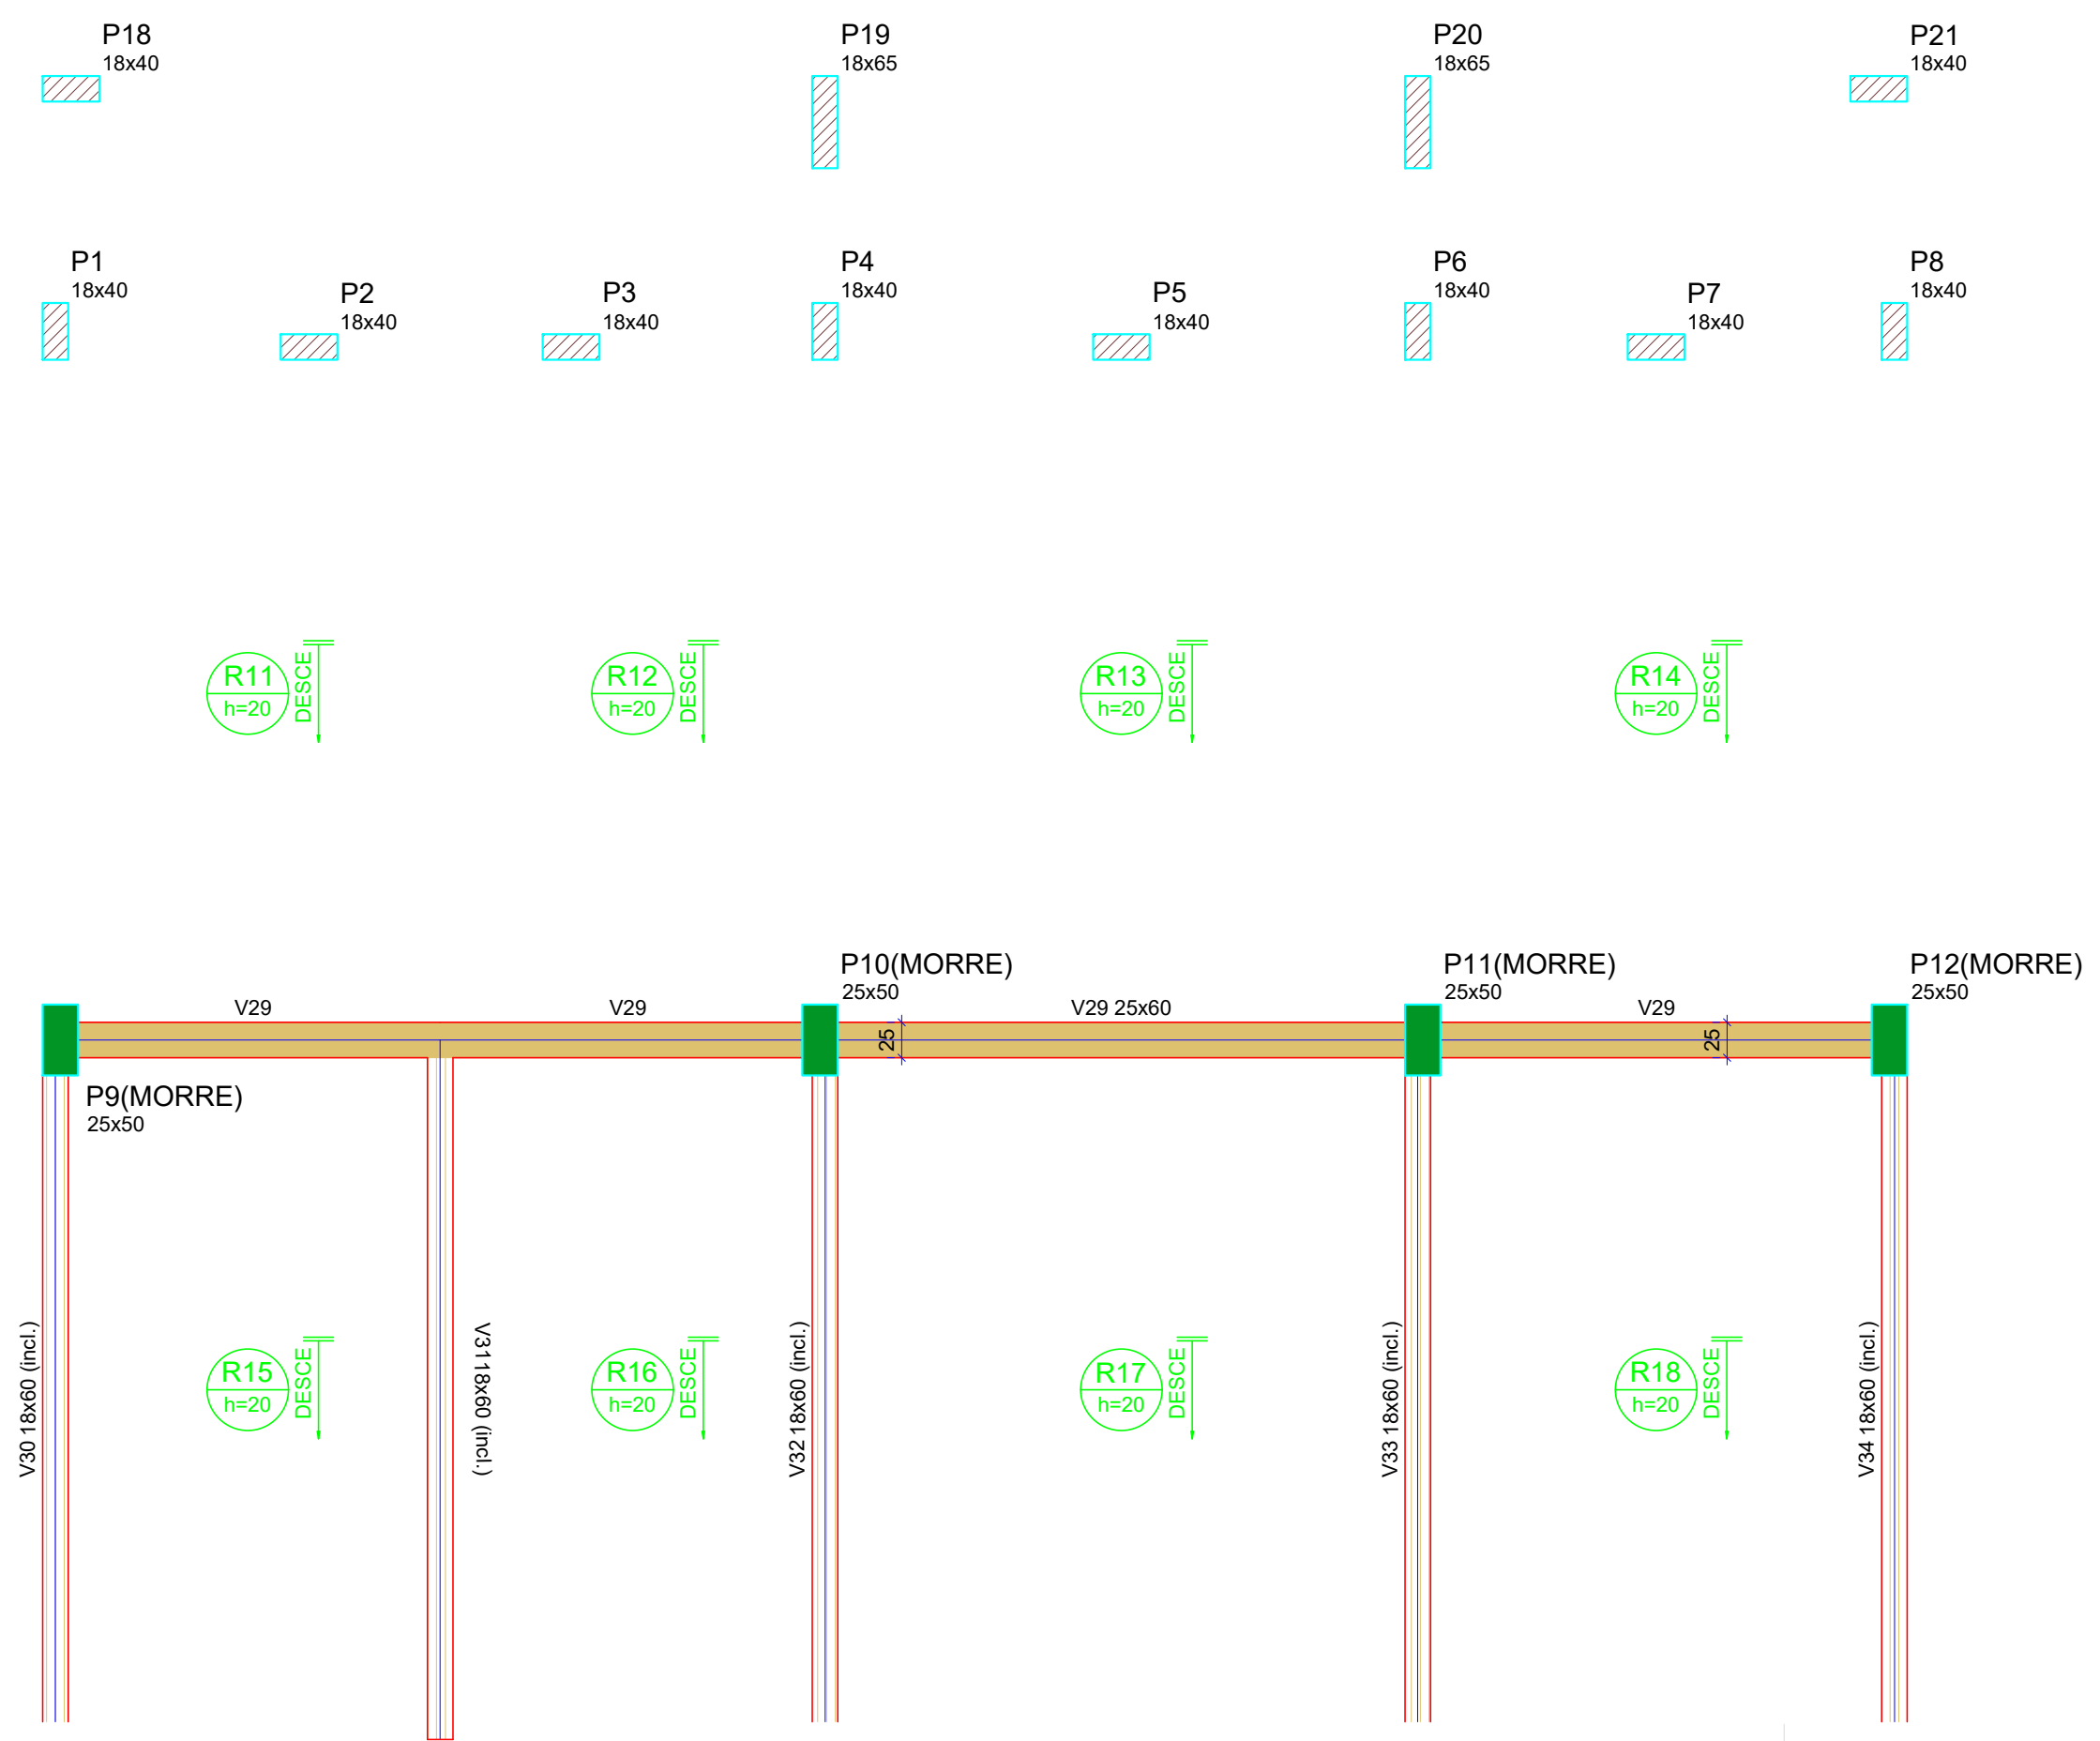 P18
18x40
P19
18x65
P20
18x65
P21
18x40
P1
18x40
P2
18x40
P3
18x40
P4
18x40
P5
18x40
P6
18x40
P7
18x40
P8
18x40
R11
h=20
DESCE
R12
h=20
DESCE
R13
h=20
DESCE
R14
h=20
DESCE
P10(MORRE)
25x50
P11(MORRE)
25x50
P12(MORRE)
25x50
V29
V29
V29 25x60
V29
25
25
P9(MORRE)
25x50
V30 18x60 (incl.)
R15
h=20
DESCE
V31 18x60 (incl.)
R16
h=20
DESCE
V32 18x60 (incl.)
R17
h=20
DESCE
V33 18x60 (incl.)
R18
h=20
DESCE
V34 18x60 (incl.)